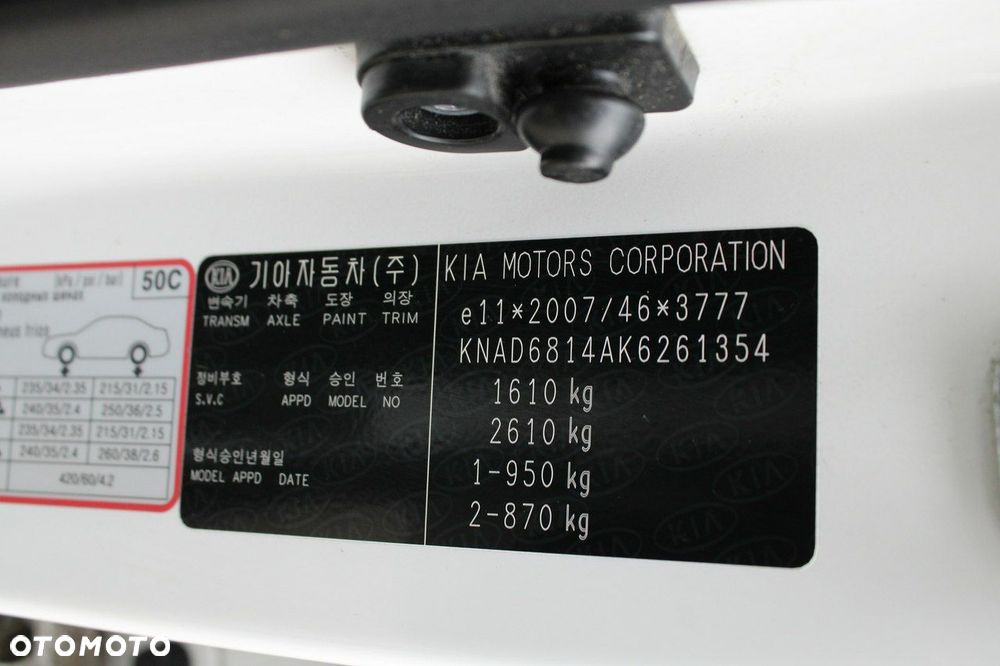 [kPa / psi / bar]
50C
холодных шинах
235/34/2.35 215/31/2.15
240/35/2.4 250/36/2.5
235/34/2.35 215/31/2.15
240/35/2.4 260/38/2.6
420/60/4.2
KIA 기아자동차(주)
변속기 차축 도장 의장
TRANSM AXLE PAINT TRIM
정비부호 형식 승인 번호
S.V.C APPD MODEL NO
형식승인년월일
MODEL APPD DATE
KIA MOTORS CORPORATION
e11*2007/46*3777
KNAD6814AK6261354
1610 kg
2610 kg
1-950 kg
2-870 kg
OTOMOTO